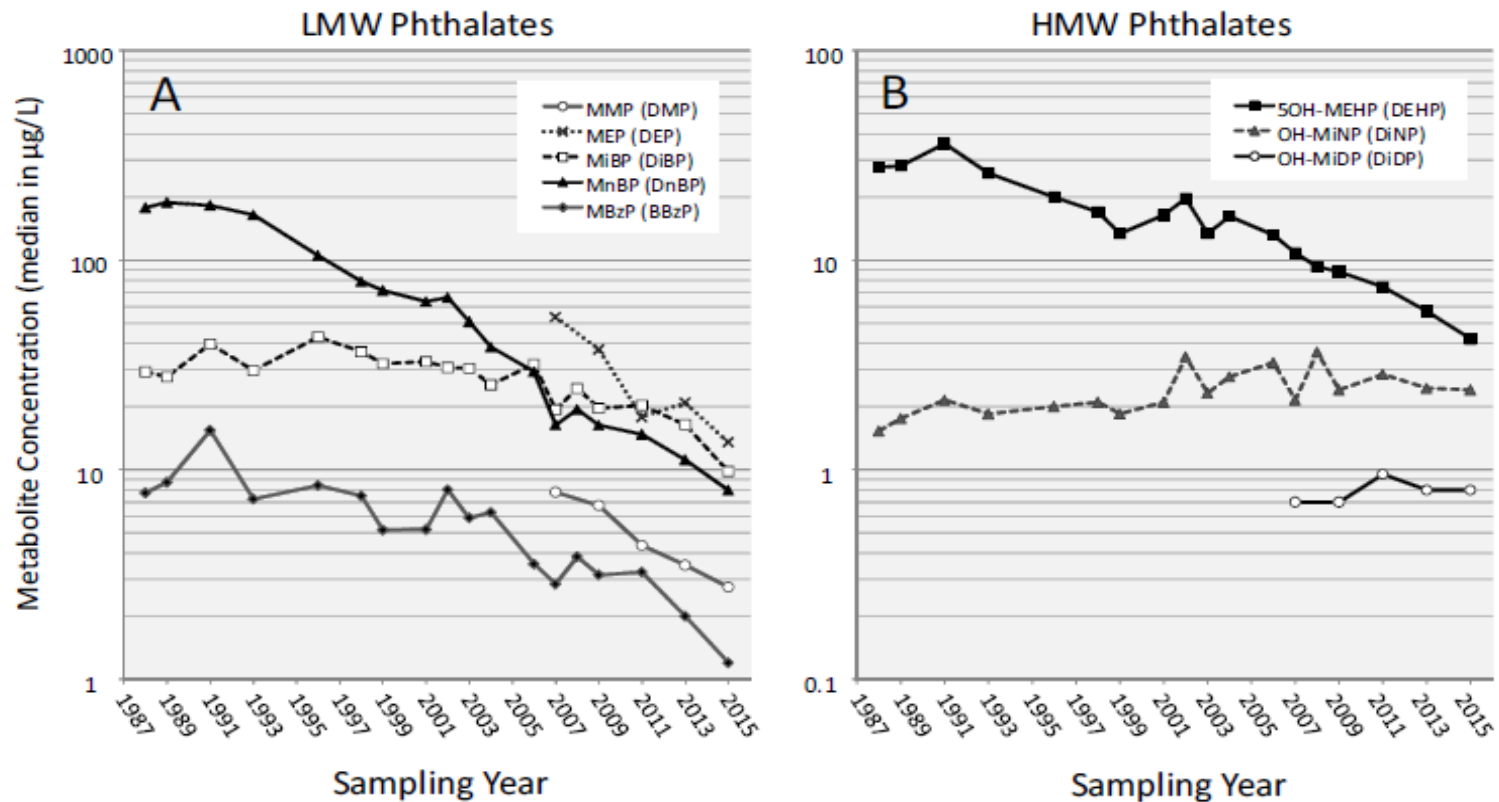 LMW Phthalates
HMW Phthalates
Metabolite Concentration (median in µg/L)
1000
100
10
1
A
MMP (DMP)
MEP (DEP)
MiBP (DiBP)
MnBP (DnBP)
MBzP (BBzP)
1987
1989
1991
1993
1995
1997
1999
2001
2003
2005
2007
2009
2011
2013
2015
Sampling Year
100
10
1
0.1
B
5OH-MEHP (DEHP)
OH-MiNP (DiNP)
OH-MiDP (DiDP)
1987
1989
1991
1993
1995
1997
1999
2001
2003
2005
2007
2009
2011
2013
2015
Sampling Year